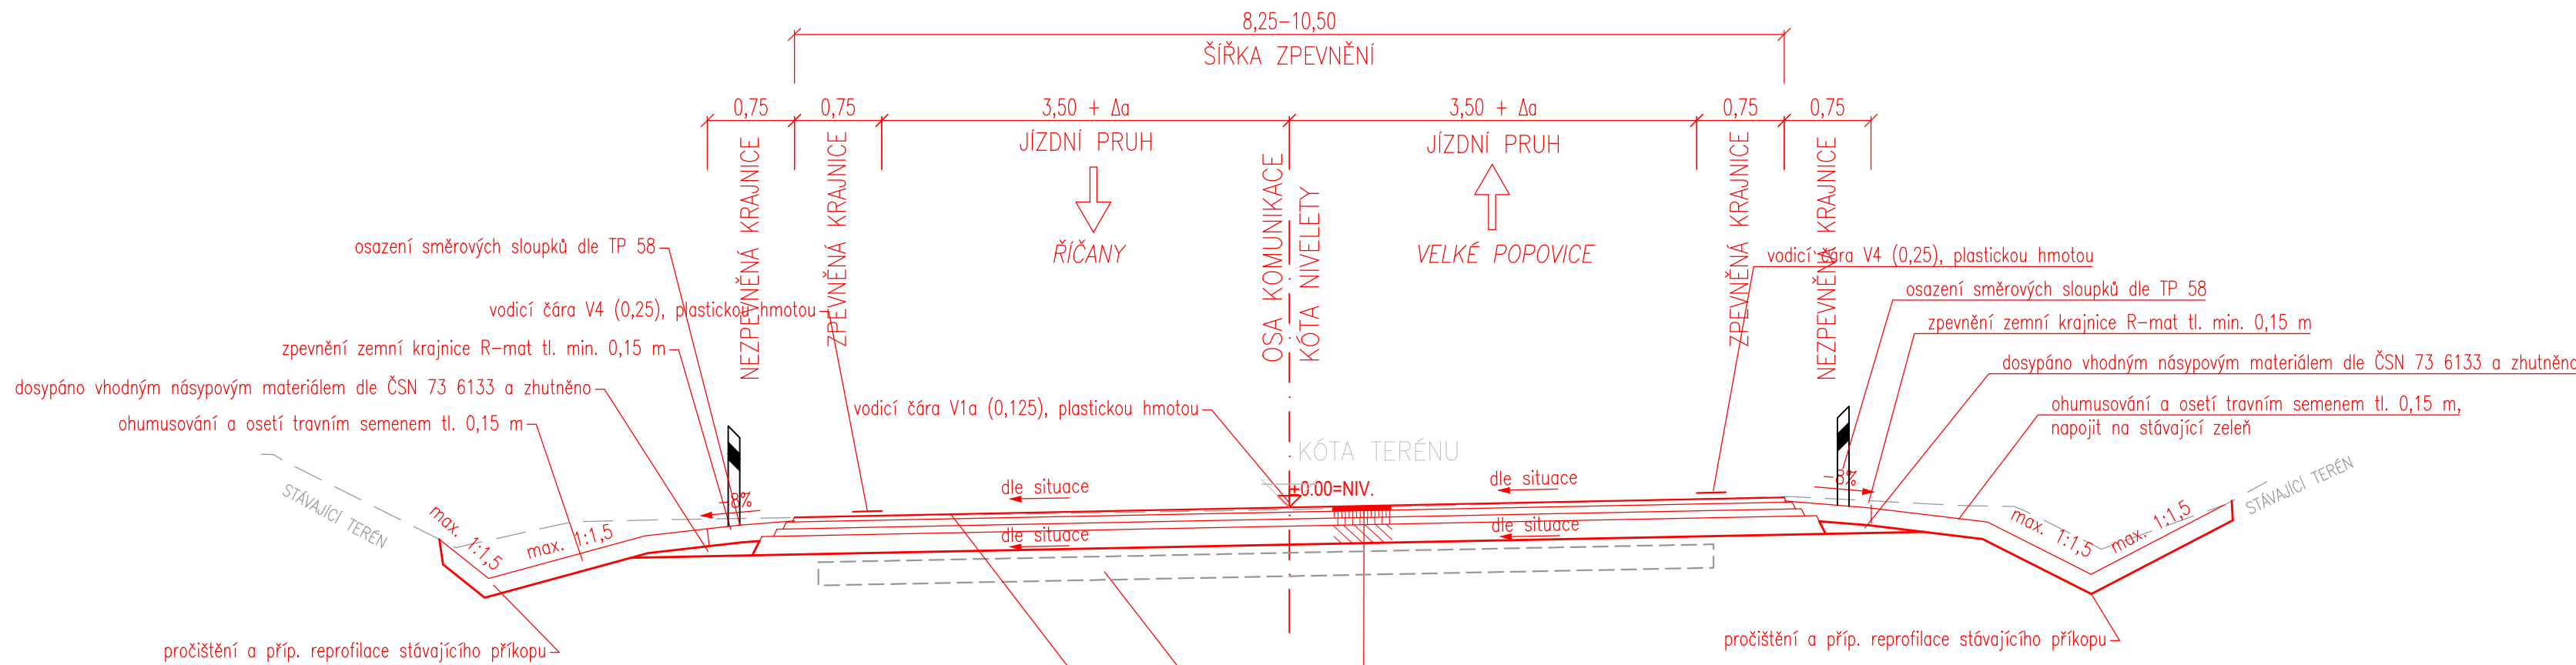 8,25–10,50
ŠÍŘKA ZPEVNĚNÍ
0,75
0,75
3,50 + Δa
3,50 + Δa
0,75
0,75
NEZPEVNĚNÁ KRAJNICE
ZPEVNĚNÁ KRAJNICE
JÍZDNÍ PRUH
ŘÍČANY
OSA KOMUNIKACE
KÓTA NIVELETY
JÍZDNÍ PRUH
VELKÉ POPOVICE
ZPEVNĚNÁ KRAJNICE
NEZPEVNĚNÁ KRAJNICE
osazení směrových sloupků dle TP 58
vodicí čára V4 (0,25), plastickou hmotou
zpevnění zemní krajnice R–mat tl. min. 0,15 m
dosypáno vhodným násypovým materiálem dle ČSN 73 6133 a zhutněno
ohumusování a osetí travním semenem tl. 0,15 m
vodicí čára V1a (0,125), plastickou hmotou
vodicí čára V4 (0,25), plastickou hmotou
osazení směrových sloupků dle TP 58
zpevnění zemní krajnice R–mat tl. min. 0,15 m
dosypáno vhodným násypovým materiálem dle ČSN 73 6133 a zhutněno
ohumusování a osetí travním semenem tl. 0,15 m,
napojit na stávající zeleň
KÓTA TERÉNU
±0.00=NIV.
STÁVAJÍCÍ TERÉN
max. 1:1,5
max. 1:1,5
–8%
dle situace
dle situace
dle situace
dle situace
–8%
max. 1:1,5
max. 1:1,5
STÁVAJÍCÍ TERÉN
pročištění a příp. reprofilace stávajícího příkopu
pročištění a příp. reprofilace stávajícího příkopu